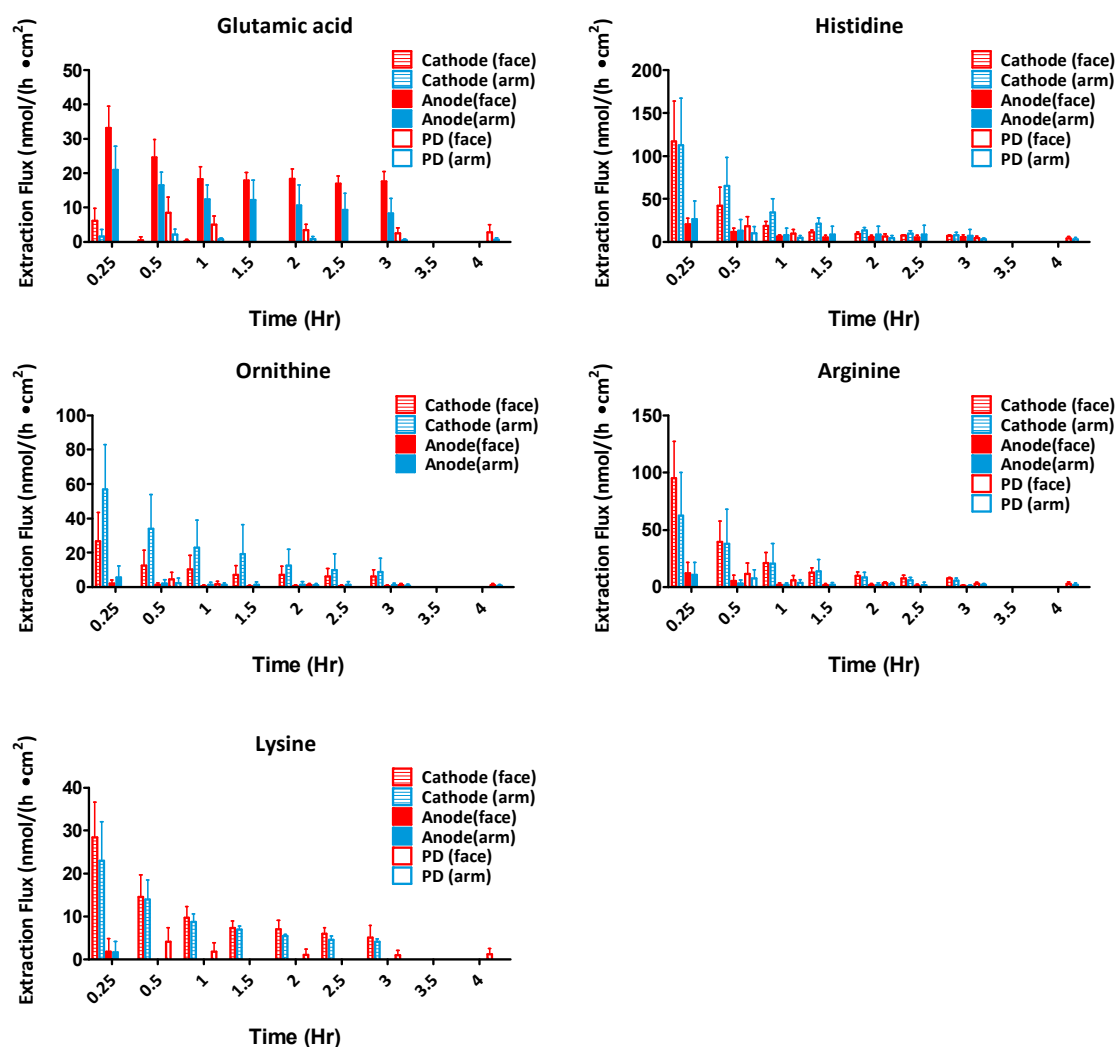 Glutamic acid
Extraction Flux (nmol/(h •cm²)
50
40
30
20
10
0
0.25
0.5
1
1.5
2
2.5
3
3.5
4
Time (Hr)
Cathode (face)
Cathode (arm)
Anode(face)
Anode(arm)
PD (face)
PD (arm)
Histidine
Extraction Flux (nmol/(h •cm²)
200
150
100
50
0
0.25
0.5
1
1.5
2
2.5
3
3.5
4
Time (Hr)
Cathode (face)
Cathode (arm)
Anode(face)
Anode(arm)
PD (face)
PD (arm)
Ornithine
Extraction Flux (nmol/(h •cm²)
100
80
60
40
20
0
0.25
0.5
1
1.5
2
2.5
3
3.5
4
Time (Hr)
Cathode (face)
Cathode (arm)
Anode(face)
Anode(arm)
Arginine
Extraction Flux (nmol/(h •cm²)
150
100
50
0
0.25
0.5
1
1.5
2
2.5
3
3.5
4
Time (Hr)
Cathode (face)
Cathode (arm)
Anode(face)
Anode(arm)
PD (face)
PD (arm)
Lysine
Extraction Flux (nmol/(h •cm²)
40
30
20
10
0
0.25
0.5
1
1.5
2
2.5
3
3.5
4
Time (Hr)
Cathode (face)
Cathode (arm)
Anode(face)
Anode(arm)
PD (face)
PD (arm)